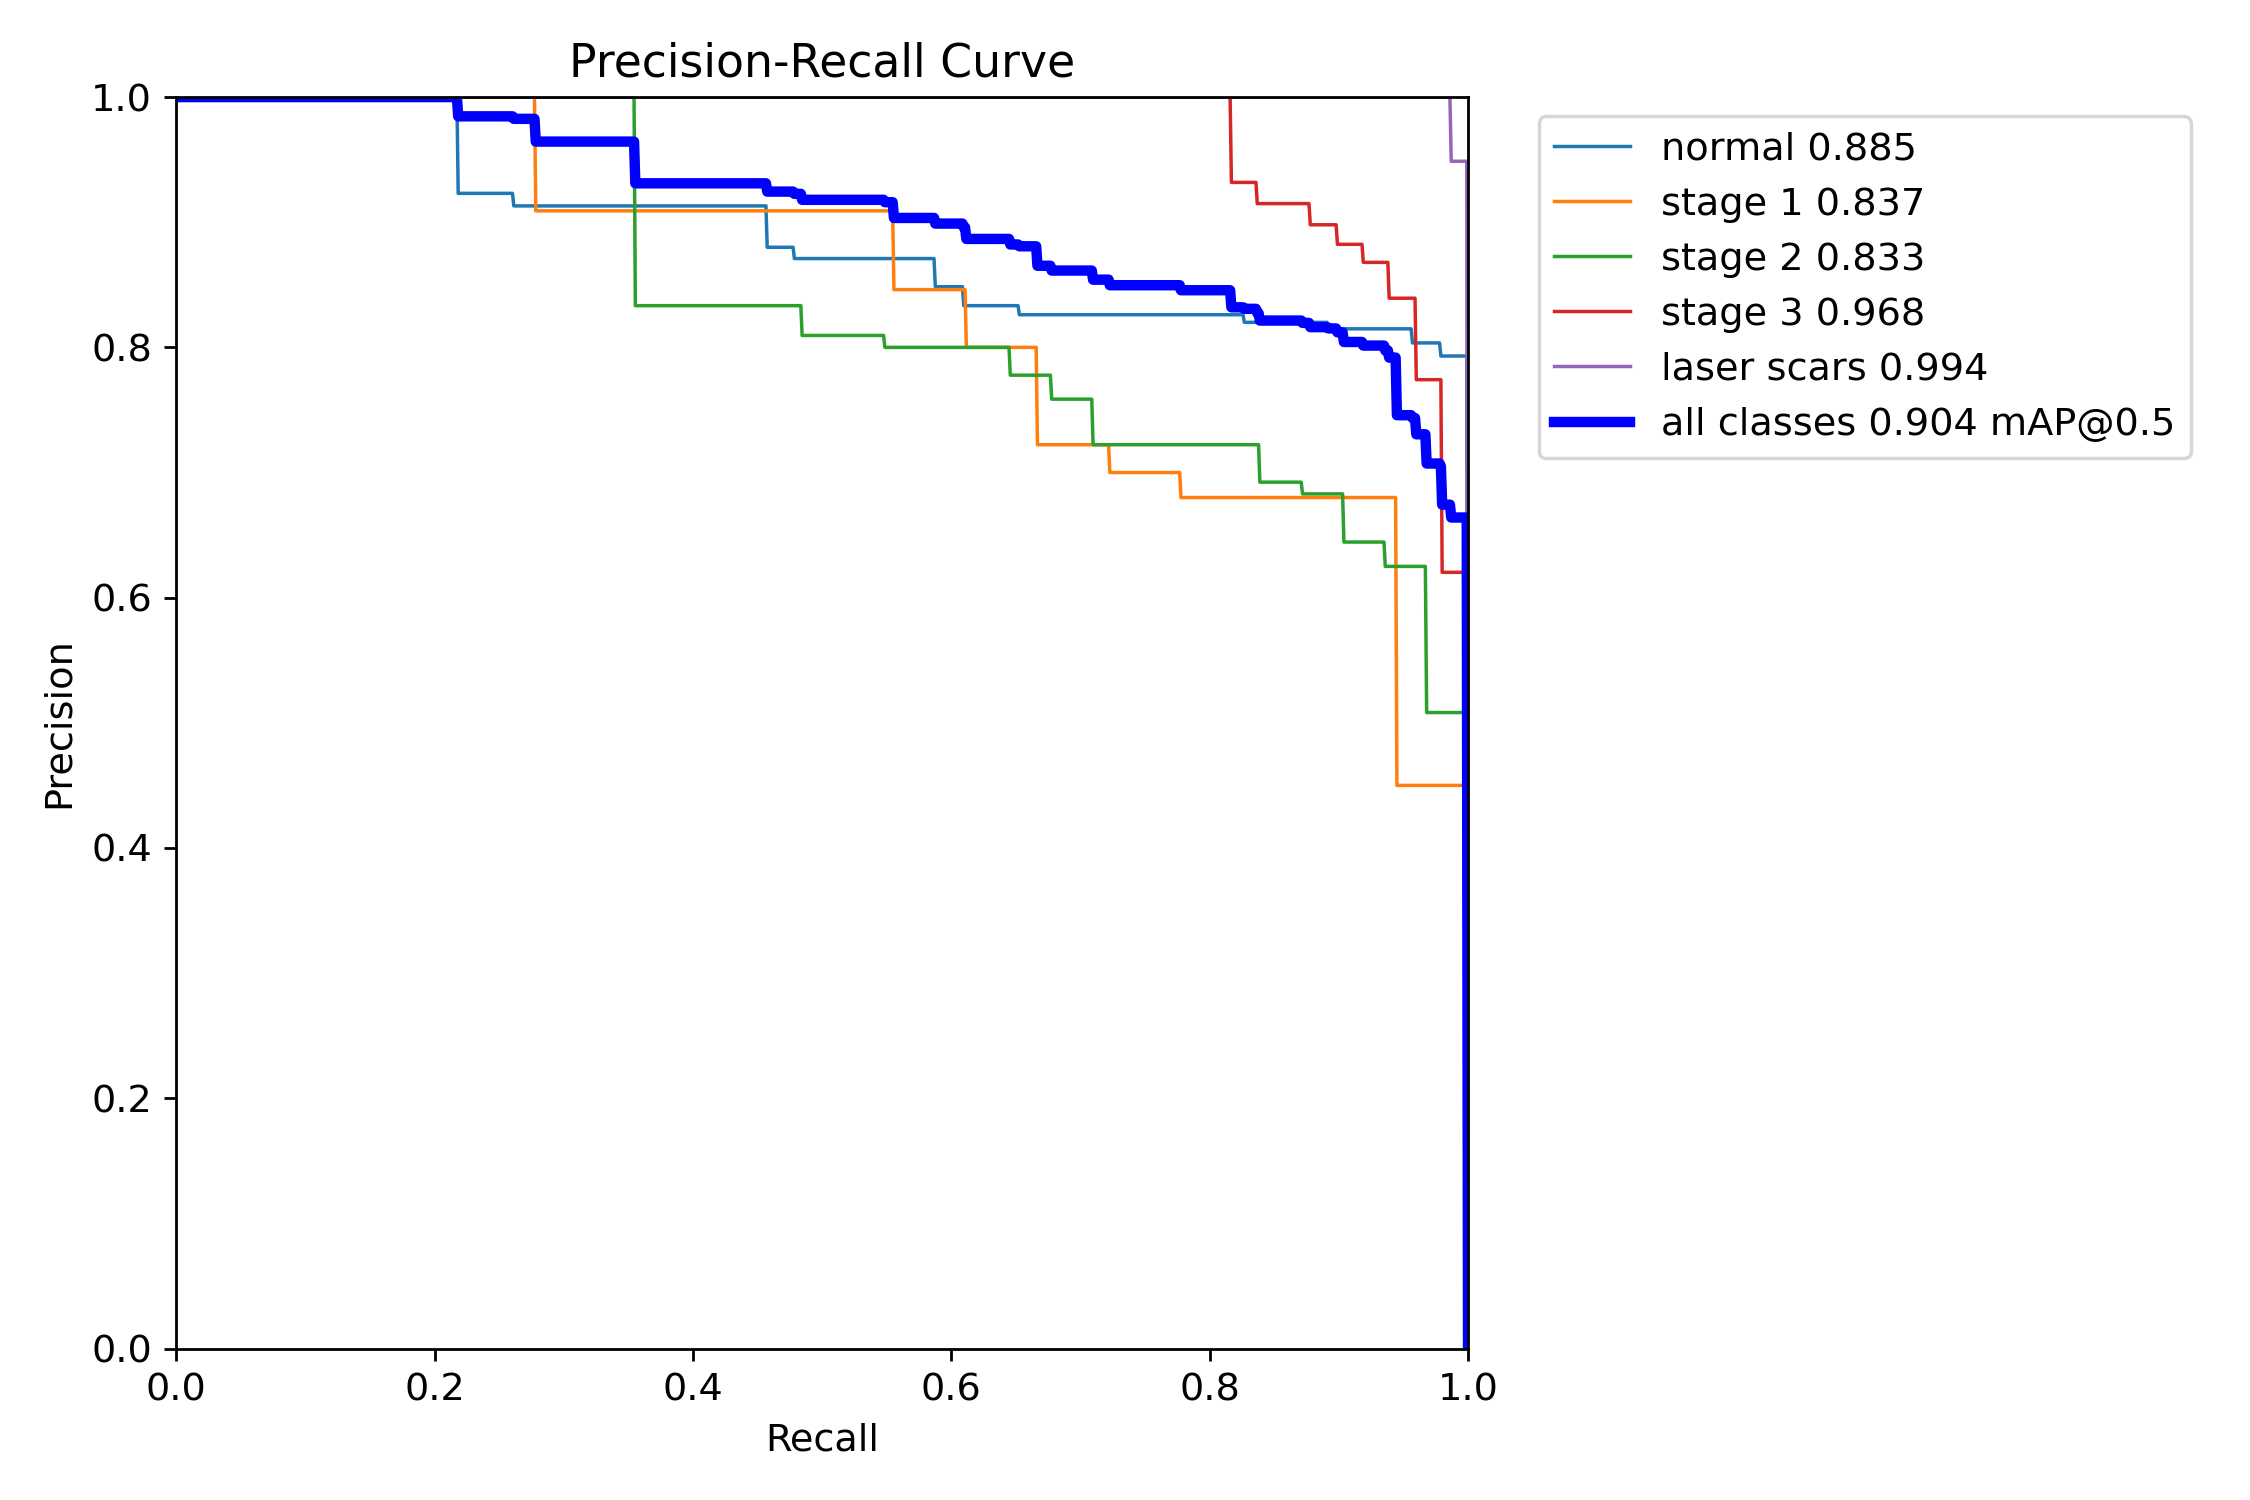 Precision-Recall Curve
1.0
0.8
0.6
0.4
0.2
0.0
Precision
0.0 0.2 0.4 0.6 0.8 1.0
Recall
normal 0.885
stage 1 0.837
stage 2 0.833
stage 3 0.968
laser scars 0.994
all classes 0.904 mAP@0.5